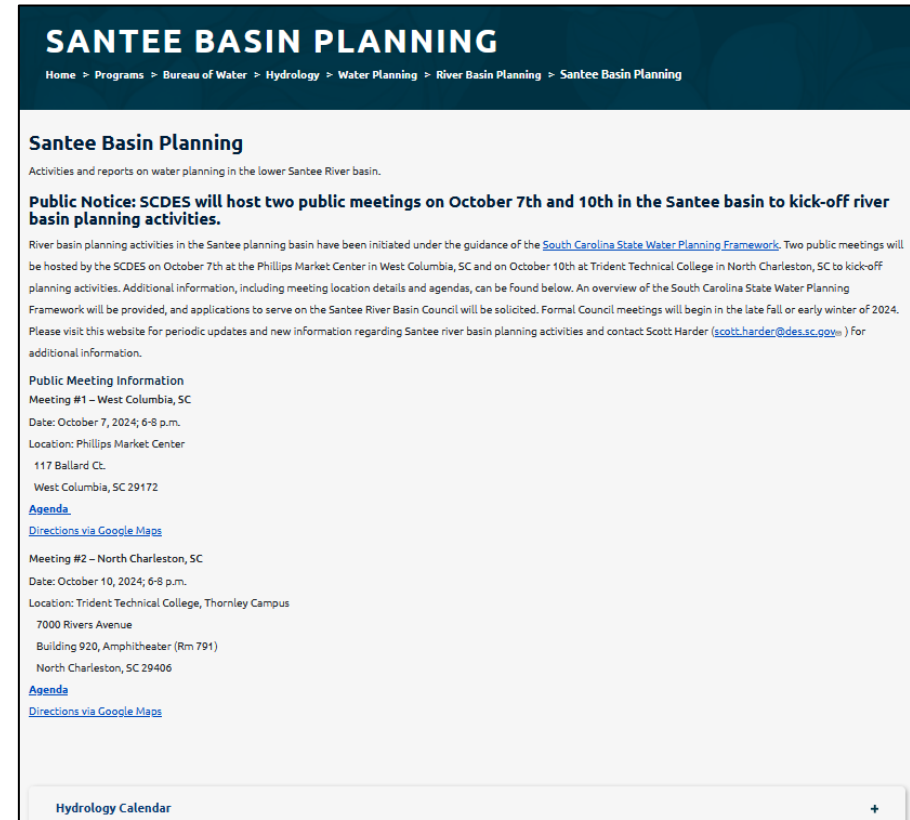 SANTEE BASIN PLANNING
Home > Programs > Bureau of Water > Hydrology > Water Planning > River Basin Planning > Santee Basin Planning
Santee Basin Planning
Activities and reports on water planning in the lower Santee River basin.
Public Notice: SCDES will host two public meetings on October 7th and 10th in the Santee basin to kick-off river
basin planning activities.
River basin planning activities in the Santee planning basin have been initiated under the guidance of the South Carolina State Water Planning Framework. Two public meetings will
be hosted by the SCDES on October 7th at the Phillips Market Center in West Columbia, SC and on October 10th at Trident Technical College in North Charleston, SC to kick-off
planning activities. Additional information, including meeting location details and agendas, can be found below. An overview of the South Carolina State Water Planning
Framework will be provided, and applications to serve on the Santee River Basin Council will be solicited. Formal Council meetings will begin in the late fall or early winter of 2024.
Please visit this website for periodic updates and new information regarding Santee river basin planning activities and contact Scott Harder (scott.harder@des.sc.gov ) for
additional information.
Public Meeting Information
Meeting #1 – West Columbia, SC
Date: October 7, 2024; 6-8 p.m.
Location: Phillips Market Center
117 Ballard Ct.
West Columbia, SC 29172
Agenda
Directions via Google Maps
Meeting #2 – North Charleston, SC
Date: October 10, 2024; 6-8 p.m.
Location: Trident Technical College, Thornley Campus
7000 Rivers Avenue
Building 920, Amphitheater (Rm 791)
North Charleston, SC 29406
Agenda
Directions via Google Maps
Hydrology Calendar +